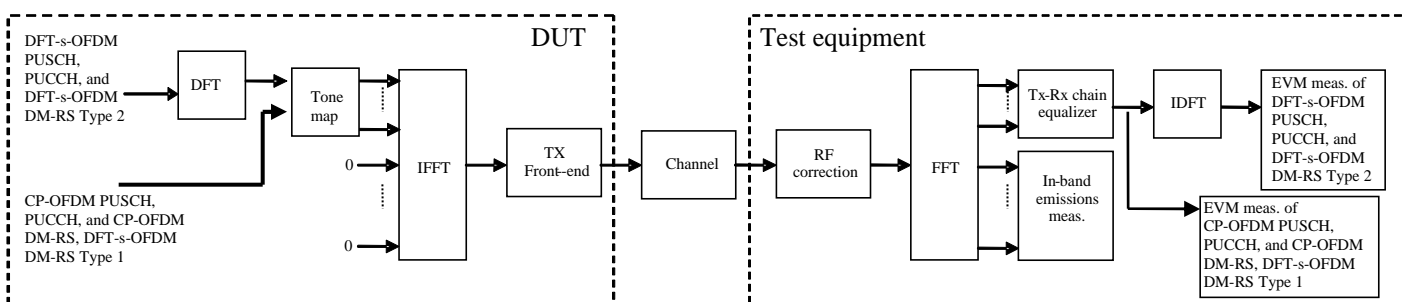 DUT
Test equipment
DFT-s-OFDM
PUSCH,
PUCCH, and
DFT-s-OFDM
DM-RS Type 2
DFT
Tone
map
0
0
CP-OFDM PUSCH,
PUCCH, and CP-OFDM
DM-RS, DFT-s-OFDM
DM-RS Type 1
IFFT
TX
Front--end
Channel
RF
correction
FFT
Tx-Rx chain
equalizer
In-band
emissions
meas.
IDFT
EVM meas. of
DFT-s-OFDM
PUSCH,
PUCCH, and
DFT-s-OFDM
DM-RS Type 2
EVM meas. of
CP-OFDM PUSCH,
PUCCH, and CP-OFDM
DM-RS, DFT-s-OFDM
DM-RS Type 1